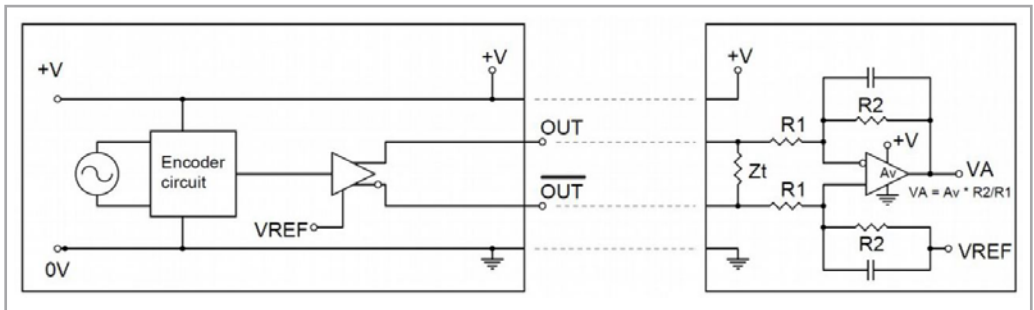 +V
+V
+V
R2
OUT
R1
+V
Encoder
circuit
Zt
Av
VA
VA = Av * R2/R1
OUT
R1
VREF
R2
VREF
0V